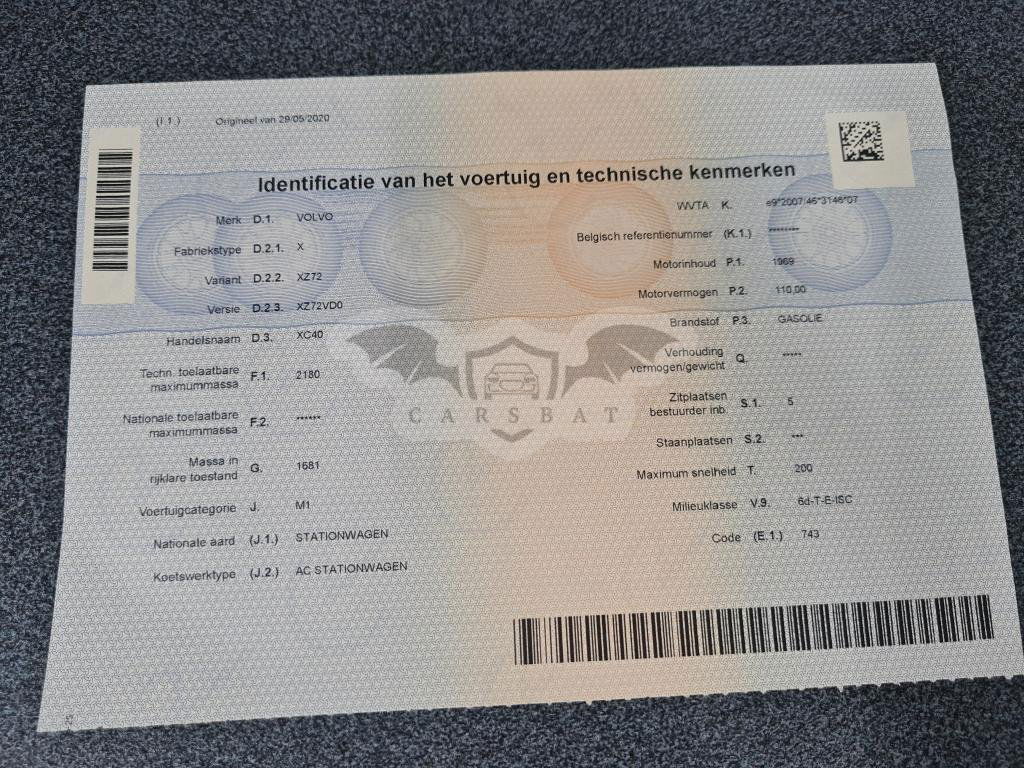 (I 1.) Origineel van 29/05/2020
Identificatie van het voertuig en technische kenmerken
Merk D.1. VOLVO
Fabriekstype D.2.1. X
Variant D.2.2. XZ72
Versie D.2.3. XZ72VD0
Handelsnaam D.3. XC40
Techn. toelaatbare
maximummassa F.1. 2180
Nationale toelaatbare
maximummassa F.2. ******
Massa in
rijklare toestand G. 1681
Voertuigcategorie J. M1
Nationale aard (J.1.) STATIONWAGEN
Koetswerktype (J.2.) AC STATIONWAGEN
WVTA K. e9*2007/46*3146*07
Belgisch referentienummer (K.1.) ********
Motorinhoud P.1. 1969
Motorvermogen P.2. 110,00
Brandstof P.3. GASOLIE
Verhouding
vermogen/gewicht Q. *****
Zitplaatsen
bestuurder inb. S.1. 5
Staanplaatsen S.2. ***
Maximum snelheid T. 200
Milieuklasse V.9. 6d-T-E-ISC
Code (E.1.) 743
CARSBAT